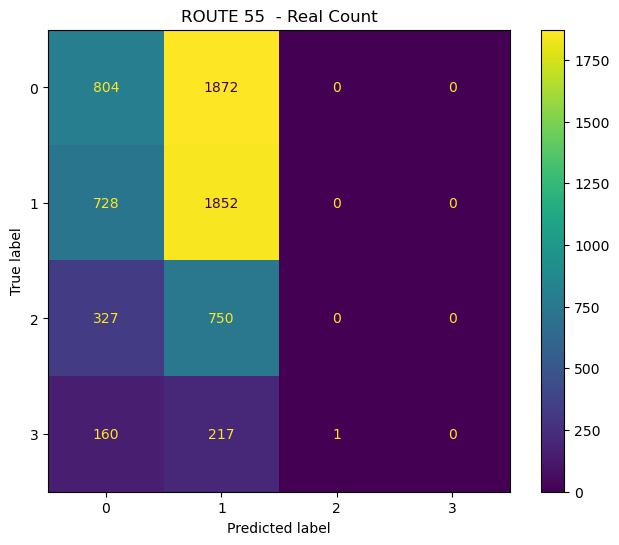 ROUTE 55  - Real Count
True label
0 804 1872 0 0
1 728 1852 0 0
2 327 750 0 0
3 160 217 1 0
0 1 2 3
Predicted label
1750
1500
1250
1000
750
500
250
0